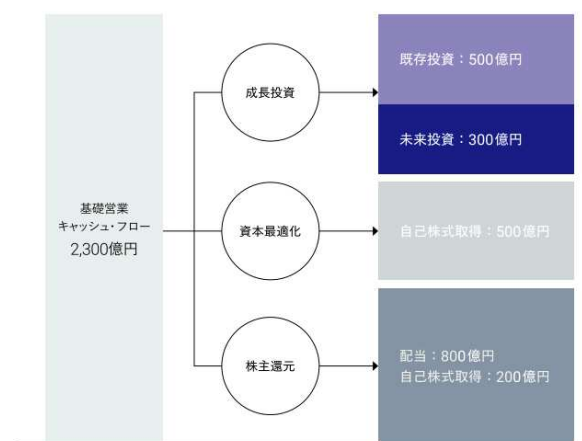 基礎営業
キャッシュ・フロー
2,300億円
成長投資
既存投資：500億円
未来投資：300億円
資本最適化
自己株式取得：500億円
株主還元
配当：800億円
自己株式取得：200億円